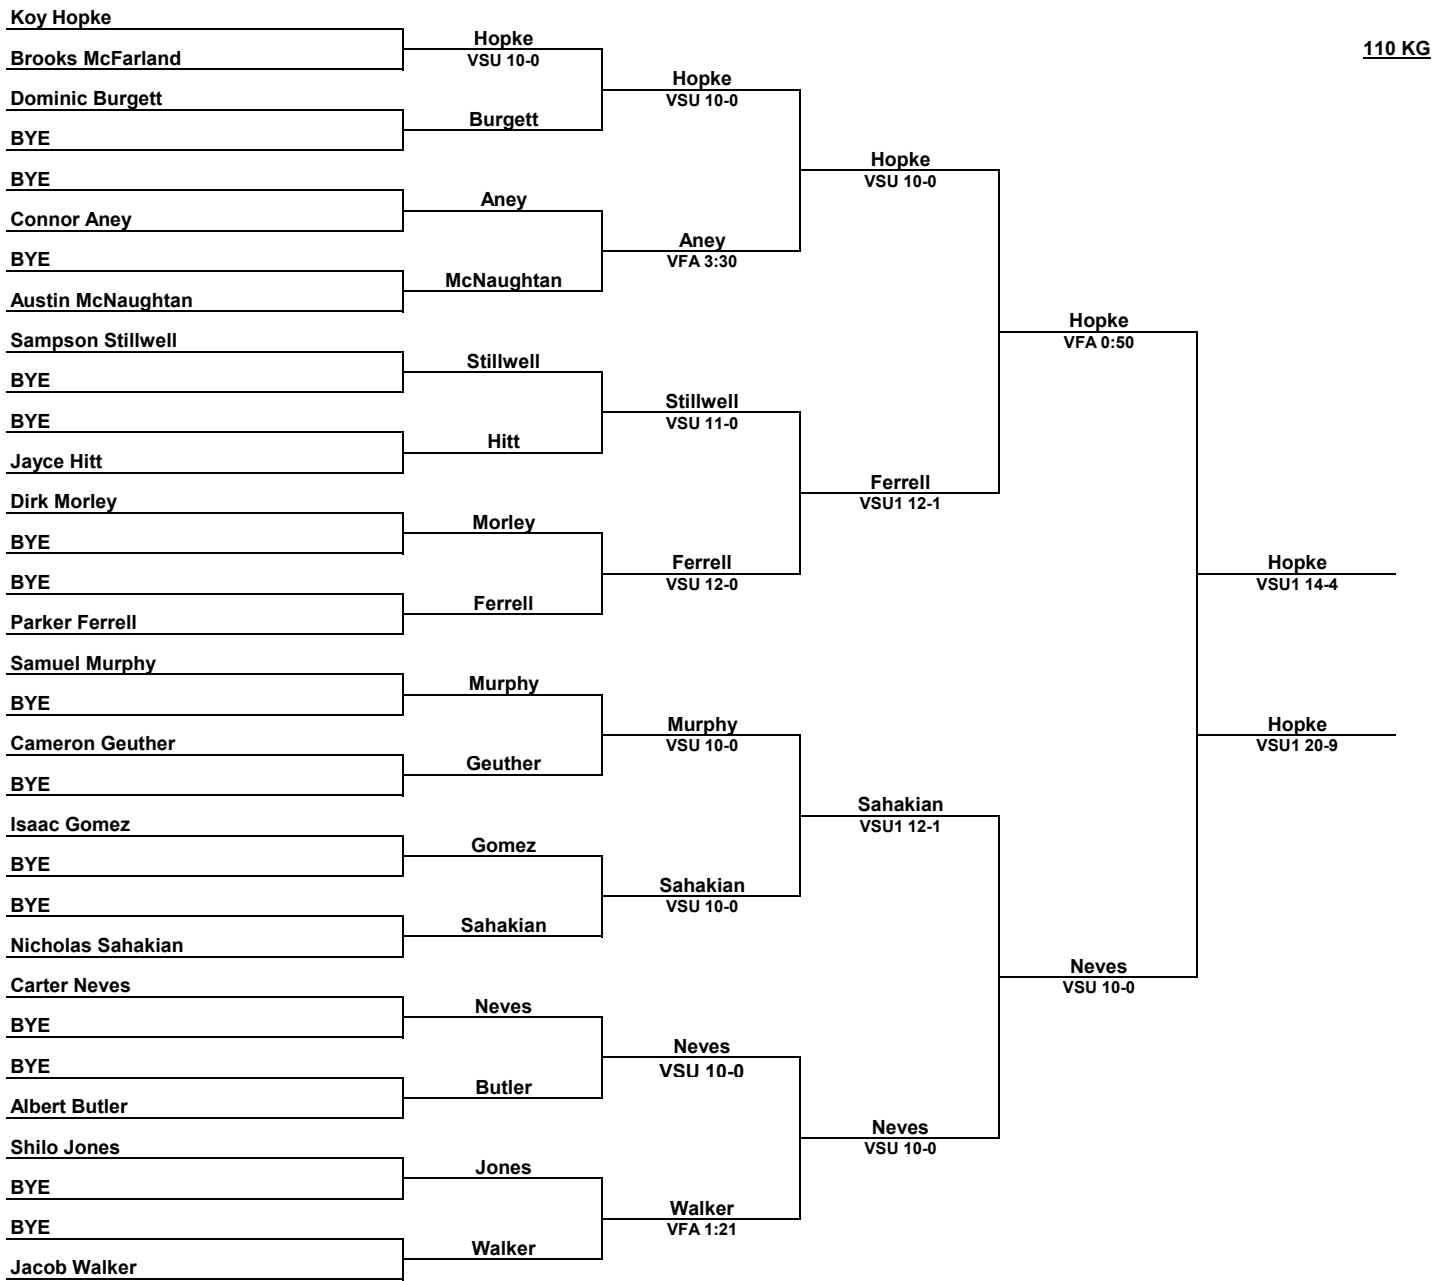 Koy Hopke
Hopke
110 KG
Brooks McFarland
VSU 10-0
Hopke
Dominic Burgett
VSU 10-0
Burgett
BYE
Hopke
BYE
VSU 10-0
Aney
Connor Aney
Aney
BYE
VFA 3:30
McNaughtan
Austin McNaughtan
Hopke
Sampson Stillwell
VFA 0:50
Stillwell
BYE
Stillwell
BYE
VSU 11-0
Hitt
Jayce Hitt
Ferrell
Dirk Morley
VSU1 12-1
Morley
BYE
Ferrell
Hopke
BYE
VSU 12-0
VSU1 14-4
Ferrell
Parker Ferrell
Samuel Murphy
Murphy
BYE
Murphy
Hopke
Cameron Geuther
VSU 10-0
VSU1 20-9
Geuther
BYE
Sahakian
Isaac Gomez
VSU1 12-1
Gomez
BYE
Sahakian
BYE
VSU 10-0
Sahakian
Nicholas Sahakian
Neves
Carter Neves
VSU 10-0
Neves
BYE
Neves
BYE
VSU 10-0
Butler
Albert Butler
Neves
Shilo Jones
VSU 10-0
Jones
BYE
Walker
BYE
VFA 1:21
Walker
Jacob Walker